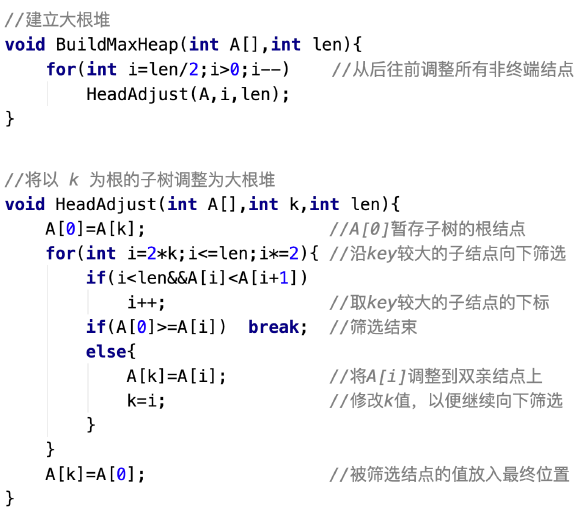 //建立大根堆
void BuildMaxHeap(int A[],int len){
    for(int i=len/2;i>0;i--)    //从后往前调整所有非终端结点
        HeadAdjust(A,i,len);
}
//将以 k 为根的子树调整为大根堆
void HeadAdjust(int A[],int k,int len){
    A[0]=A[k];                  //A[0]暂存子树的根结点
    for(int i=2*k;i<=len;i*=2){ //沿key较大的子结点向下筛选
        if(i<len&&A[i]<A[i+1])
            i++;                //取key较大的子结点的下标
        if(A[0]>=A[i])  break;  //筛选结束
        else{
            A[k]=A[i];          //将A[i]调整到双亲结点上
            k=i;                //修改k值，以便继续向下筛选
        }
    }
    A[k]=A[0];                  //被筛选结点的值放入最终位置
}